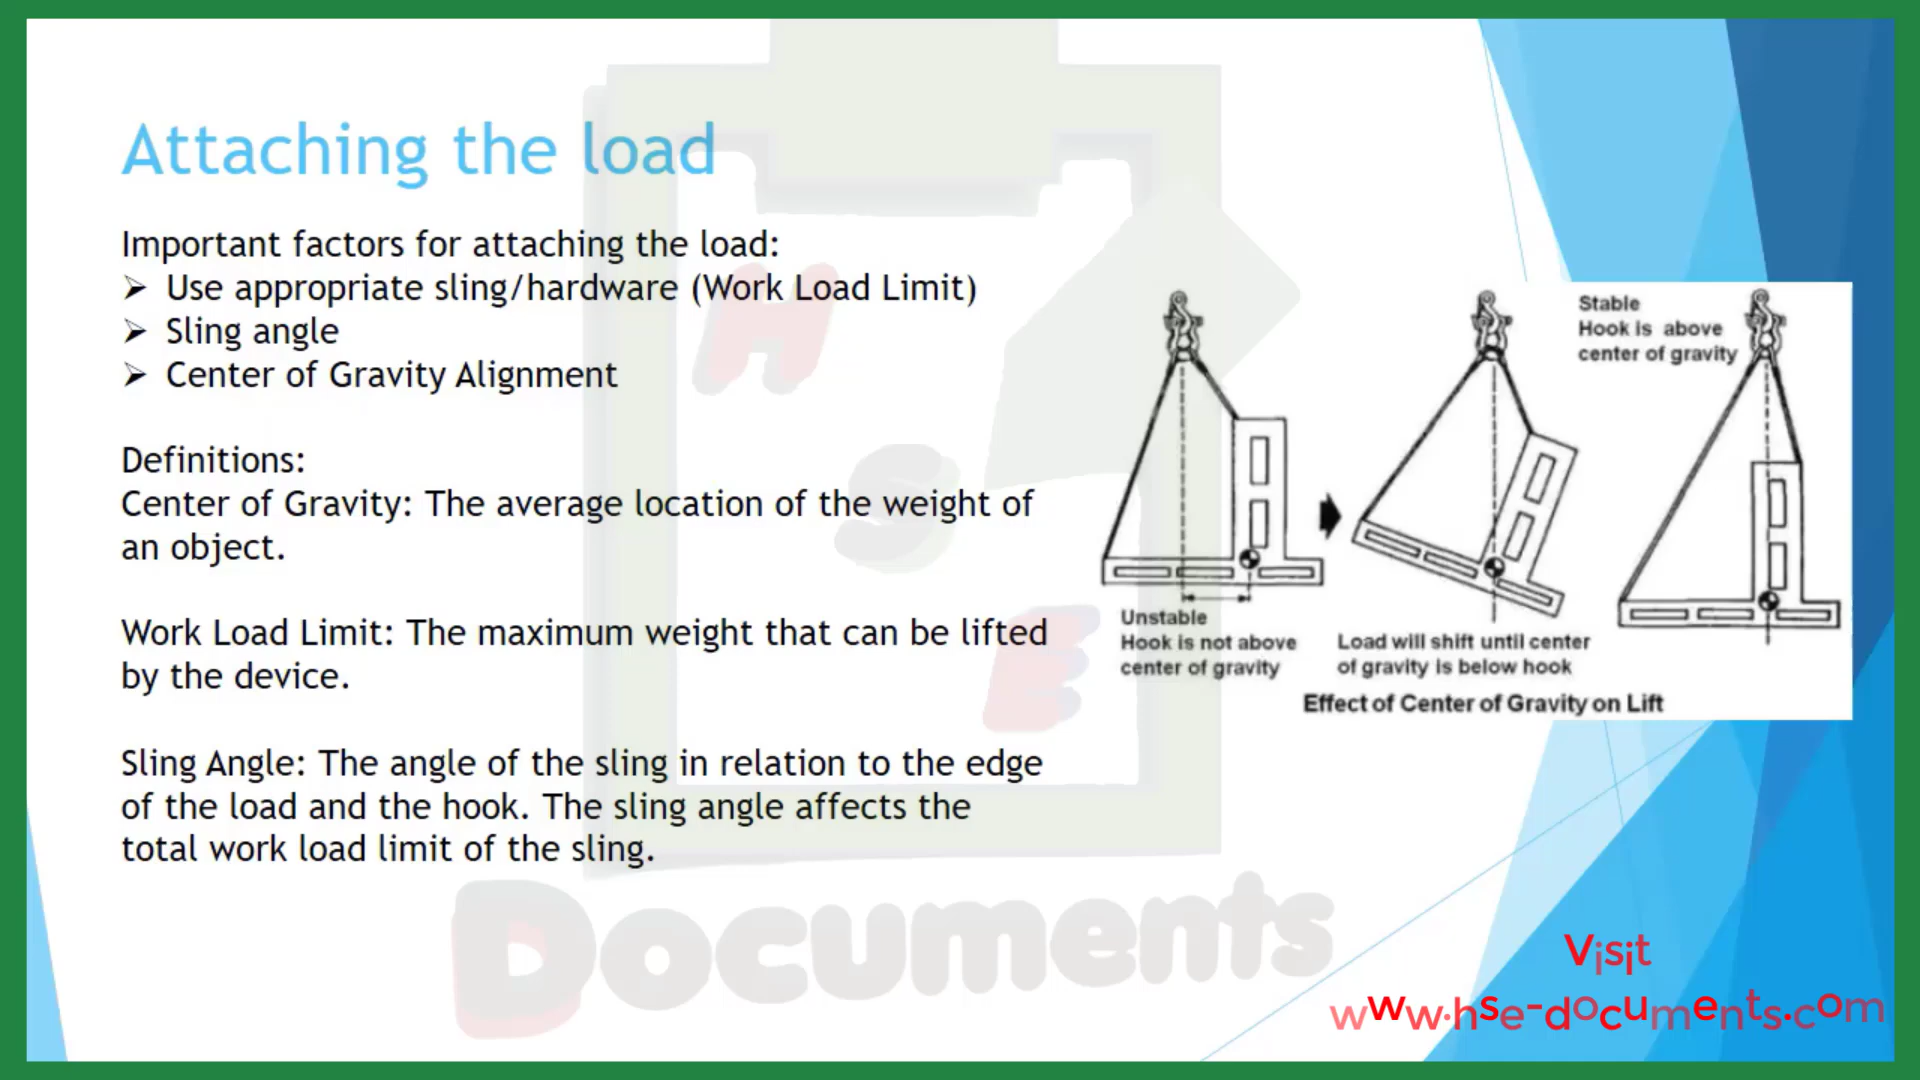 Attaching the load
Important factors for attaching the load:
➢ Use appropriate sling/hardware (Work Load Limit)
➢ Sling angle
➢ Center of Gravity Alignment
Definitions:
Center of Gravity: The average location of the weight of
an object.
Work Load Limit: The maximum weight that can be lifted
by the device.
Sling Angle: The angle of the sling in relation to the edge
of the load and the hook. The sling angle affects the
total work load limit of the sling.
Stable
Hook is above
center of gravity
Unstable
Hook is not above
center of gravity
Load will shift until center
of gravity is below hook
Effect of Center of Gravity on Lift
H
S
E
Documents
Visit
www.hse-documents.com